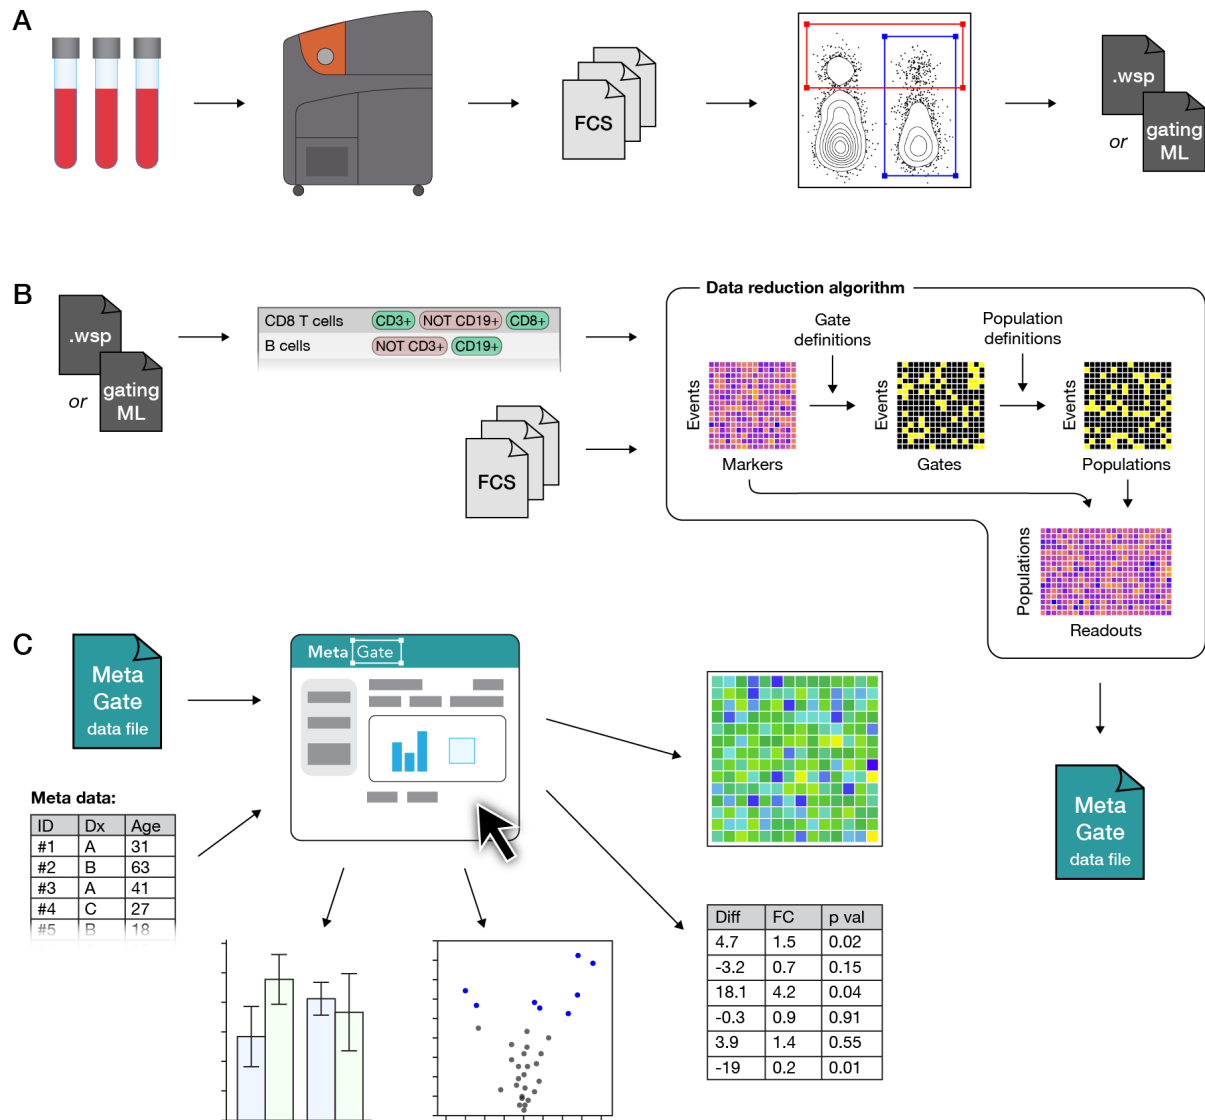 A
FCS
.wsp
or
gating
ML
B
.wsp
or
gating
ML
CD8 T cells CD3+ NOT CD19+ CD8+
B cells NOT CD3+ CD19+
FCS
Data reduction algorithm
Gate
definitions
Population
definitions
Events
Markers
Events
Gates
Events
Populations
Populations
Readouts
C
Meta
Gate
data file
Meta data:
ID Dx Age
#1 A 31
#2 B 63
#3 A 41
#4 C 27
#5 B 18
Meta Gate
Diff FC p val
4.7 1.5 0.02
-3.2 0.7 0.15
18.1 4.2 0.04
-0.3 0.9 0.91
3.9 1.4 0.55
-19 0.2 0.01
Meta
Gate
data file